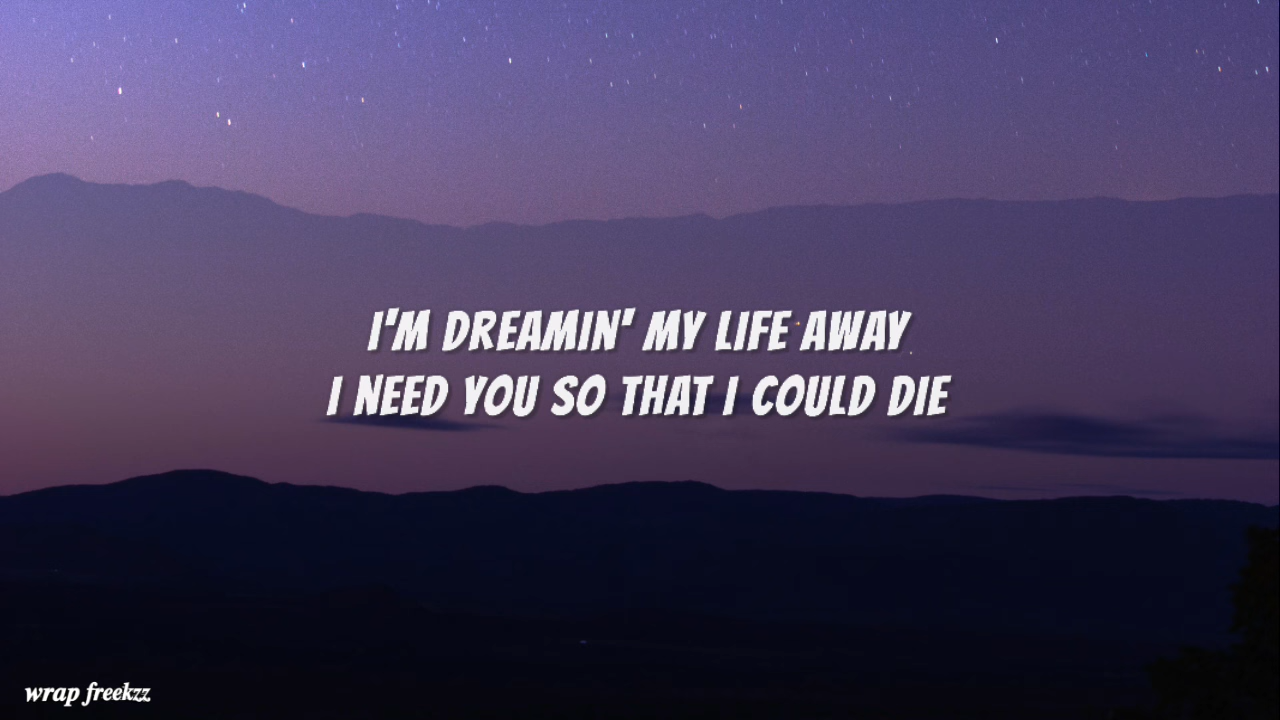 I'M DREAMIN' MY LIFE AWAY
I NEED YOU SO THAT I COULD DIE
wrap freekzz